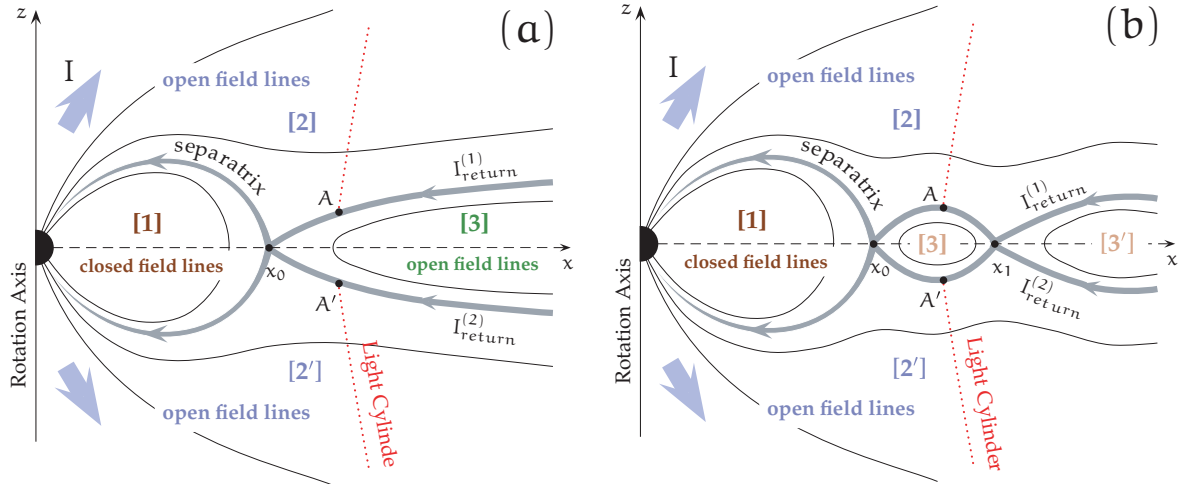 z
(a)
I
open field lines
[2]
separatrix
I(1)return
A
[1]
[3]
closed field lines
x0
open field lines
x
A′
I(2)return
Rotation Axis
[2′]
Light Cylinde
open field lines
z
(b)
I
open field lines
[2]
separatrix
I(1)return
A
[1]
[3]
[3′]
closed field lines
x0
x1
x
A′
I(2)return
Rotation Axis
[2′]
Light Cylinder
open field lines